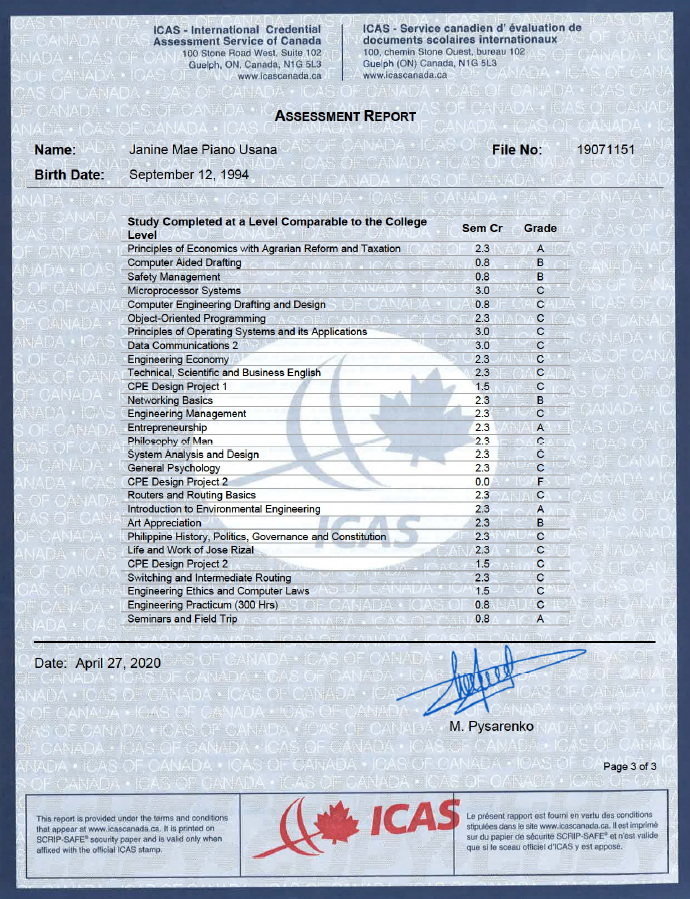 ICAS - International Credential
Assessment Service of Canada
100 Stone Road West, Suite 102
Guelph, ON, Canada, N1G 5L3
www.icascanada.ca
ICAS - Service canadien d' évaluation de
documents scolaires internationaux
100, chemin Stone Ouest, bureau 102
Guelph (ON) Canada, N1G 5L3
www.icascanada.ca
ASSESSMENT REPORT
Name: Janine Mae Piano Usana File No: 19071151
Birth Date: September 12, 1994
Study Completed at a Level Comparable to the College
Level Sem Cr Grade
Principles of Economics with Agrarian Reform and Taxation 2.3 A
Computer Aided Drafting 0.8 B
Safety Management 0.8 B
Microprocessor Systems 3.0 C
Computer Engineering Drafting and Design 0.8 C
Object-Oriented Programming 2.3 C
Principles of Operating Systems and its Applications 3.0 C
Data Communications 2 3.0 C
Engineering Economy 2.3 C
Technical, Scientific and Business English 2.3 C
CPE Design Project 1 1.5 C
Networking Basics 2.3 B
Engineering Management 2.3 C
Entrepreneurship 2.3 A
Philosophy of Man 2.3 C
System Analysis and Design 2.3 C
General Psychology 2.3 C
CPE Design Project 2 0.0 F
Routers and Routing Basics 2.3 C
Introduction to Environmental Engineering 2.3 A
Art Appreciation 2.3 B
Philippine History, Politics, Governance and Constitution 2.3 C
Life and Work of Jose Rizal 2.3 C
CPE Design Project 2 1.5 C
Switching and Intermediate Routing 2.3 C
Engineering Ethics and Computer Laws 1.5 C
Engineering Practicum (300 Hrs) 0.8 C
Seminars and Field Trip 0.8 A
ICAS
Date: April 27, 2020
M. Pysarenko
Page 3 of 3
This report is provided under the terms and conditions
that appear at www.icascanada.ca. It is printed on
SCRIP-SAFE® security paper and is valid only when
affixed with the official ICAS stamp.
ICAS
Le présent rapport est fourni en vertu des conditions
stipulées dans le site www.icascanada.ca. Il est imprimé
sur du papier de sécurité SCRIP-SAFE® et n'est valide
que si le sceau officiel d'ICAS y est apposé.